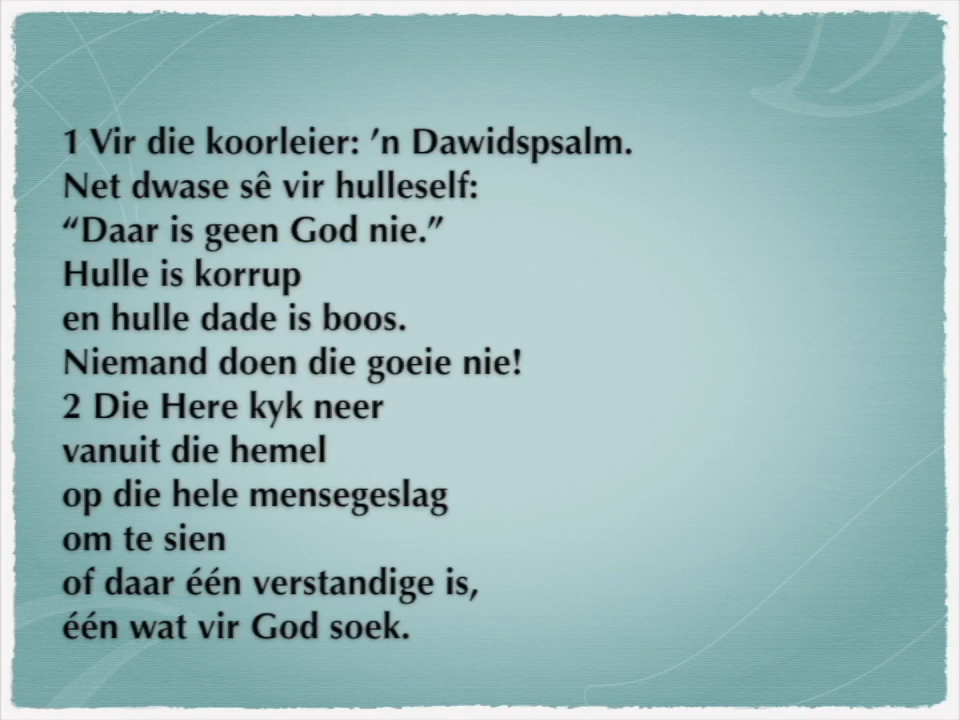 1 Vir die koorleier: ’n Dawidspsalm.
Net dwase sê vir hulleself:
“Daar is geen God nie.”
Hulle is korrup
en hulle dade is boos.
Niemand doen die goeie nie!
2 Die Here kyk neer
vanuit die hemel
op die hele mensegeslag
om te sien
of daar één verstandige is,
één wat vir God soek.